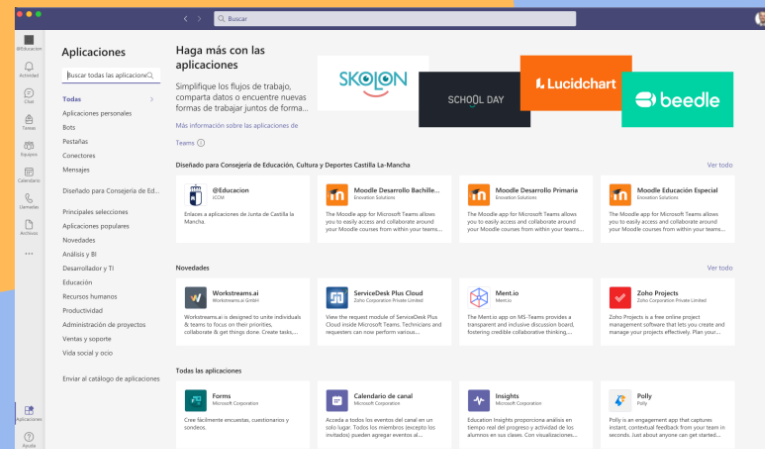 Buscar
@Educacion
Actividad
Chat
Tareas
Equipos
Calendario
Llamadas
Archivos
Aplicaciones
Ayuda
Aplicaciones
Buscar todas las aplicacione
Todas
Aplicaciones personales
Bots
Pestañas
Conectores
Mensajes
Diseñado para Consejería de Ed...
Principales selecciones
Aplicaciones populares
Novedades
Análisis y BI
Desarrollador y TI
Educación
Recursos humanos
Productividad
Administración de proyectos
Ventas y soporte
Vida social y ocio
Enviar al catálogo de aplicaciones
Haga más con las
aplicaciones
Simplifique los flujos de trabajo,
comparta datos o encuentre nuevas
formas de trabajar juntos de forma...
Más información sobre las aplicaciones de
Teams
SKOLON
SCHOOL DAY
Lucidchart
beedle
Diseñado para Consejería de Educación, Cultura y Deportes Castilla La-Mancha
Ver todo
@Educacion
JCCM
Enlaces a aplicaciones de Junta de Castilla la
Mancha.
Moodle Desarrollo Bachille...
Enovation Solutions
The Moodle app for Microsoft Teams allows
you to easily access and collaborate around
your Moodle courses from within your teams...
Moodle Desarrollo Primaria
Enovation Solutions
The Moodle app for Microsoft Teams allows
you to easily access and collaborate around
your Moodle courses from within your teams...
Moodle Educación Especial
Enovation Solutions
The Moodle app for Microsoft Teams allows
you to easily access and collaborate around
your Moodle courses from within your teams...
Novedades
Ver todo
Workstreams.ai
Workstreams.ai GmbH
Workstreams.ai is designed to unite individuals
& teams to focus on their priorities,
collaborate & get things done. Create tasks,...
ServiceDesk Plus Cloud
Zoho Corporation Private Limited
View the request module of ServiceDesk Plus
Cloud inside Microsoft Teams. Technicians and
requesters can now perform various...
Ment.io
Ment.io
The Ment.io app on MS-Teams provides a
transparent and inclusive discussion board,
fostering credible collaborative thinking,...
Zoho Projects
Zoho Corporation Private Limited
Zoho Projects is a free online project
management software that lets you create and
manage your projects effectively. Plan your...
Todas las aplicaciones
Forms
Microsoft Corporation
Cree fácilmente encuestas, cuestionarios y
sondeos.
Calendario de canal
Microsoft Corporation
Acceda a todos los eventos del canal en un
solo lugar. Todos los miembros (excepto los
invitados) pueden agregar eventos al...
Insights
Microsoft Corporation
Education Insights proporciona análisis en
tiempo real del progreso y actividad de los
alumnos en sus clases. Con visualizaciones...
Polly
Polly
Polly is an engagement app that captures
instant, contextual feedback from your team in
seconds. Just about anyone can get started...